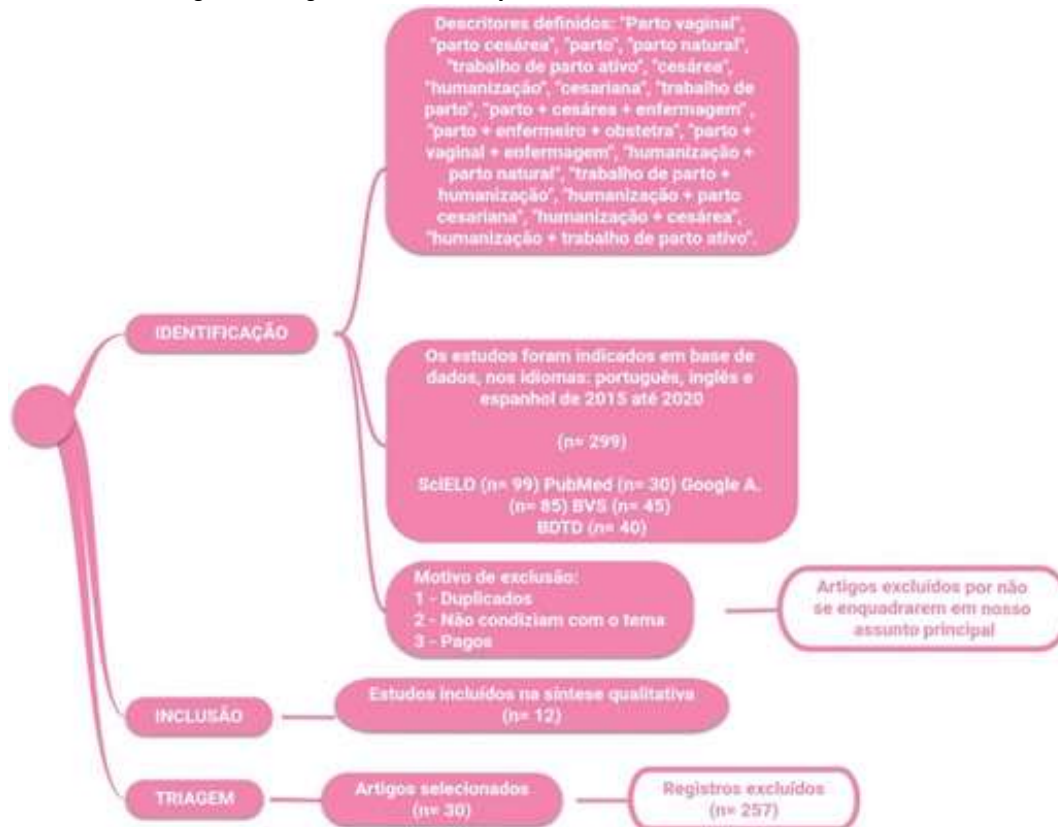 Descritores definidos: "Parto vaginal",
"parto cesárea", "parto", "parto natural",
"trabalho de parto ativo", "cesárea",
"humanização", "cesariana", "trabalho de
parto", "parto + cesárea + enfermagem" ,
"parto + enfermeiro + obstetra", "parto +
vaginal + enfermagem", "humanização +
parto natural", "trabalho de parto +
humanização", "humanização + parto
cesariana", "humanização + cesárea",
"humanização + trabalho de parto ativo".
IDENTIFICAÇÃO
Os estudos foram indicados em base de
dados, nos idiomas: português, inglês e
espanhol de 2015 até 2020
(n= 299)
SciELO (n= 99) PubMed (n= 30) Google A.
(n= 85) BVS (n= 45)
BDTD (n= 40)
Motivo de exclusão:
1 - Duplicados
2 - Não condiziam com o tema
3 - Pagos
Artigos excluídos por não
se enquadrarem em nosso
assunto principal
INCLUSÃO
Estudos incluídos na síntese qualitativa
(n= 12)
TRIAGEM
Artigos selecionados
(n= 30)
Registros excluídos
(n= 257)